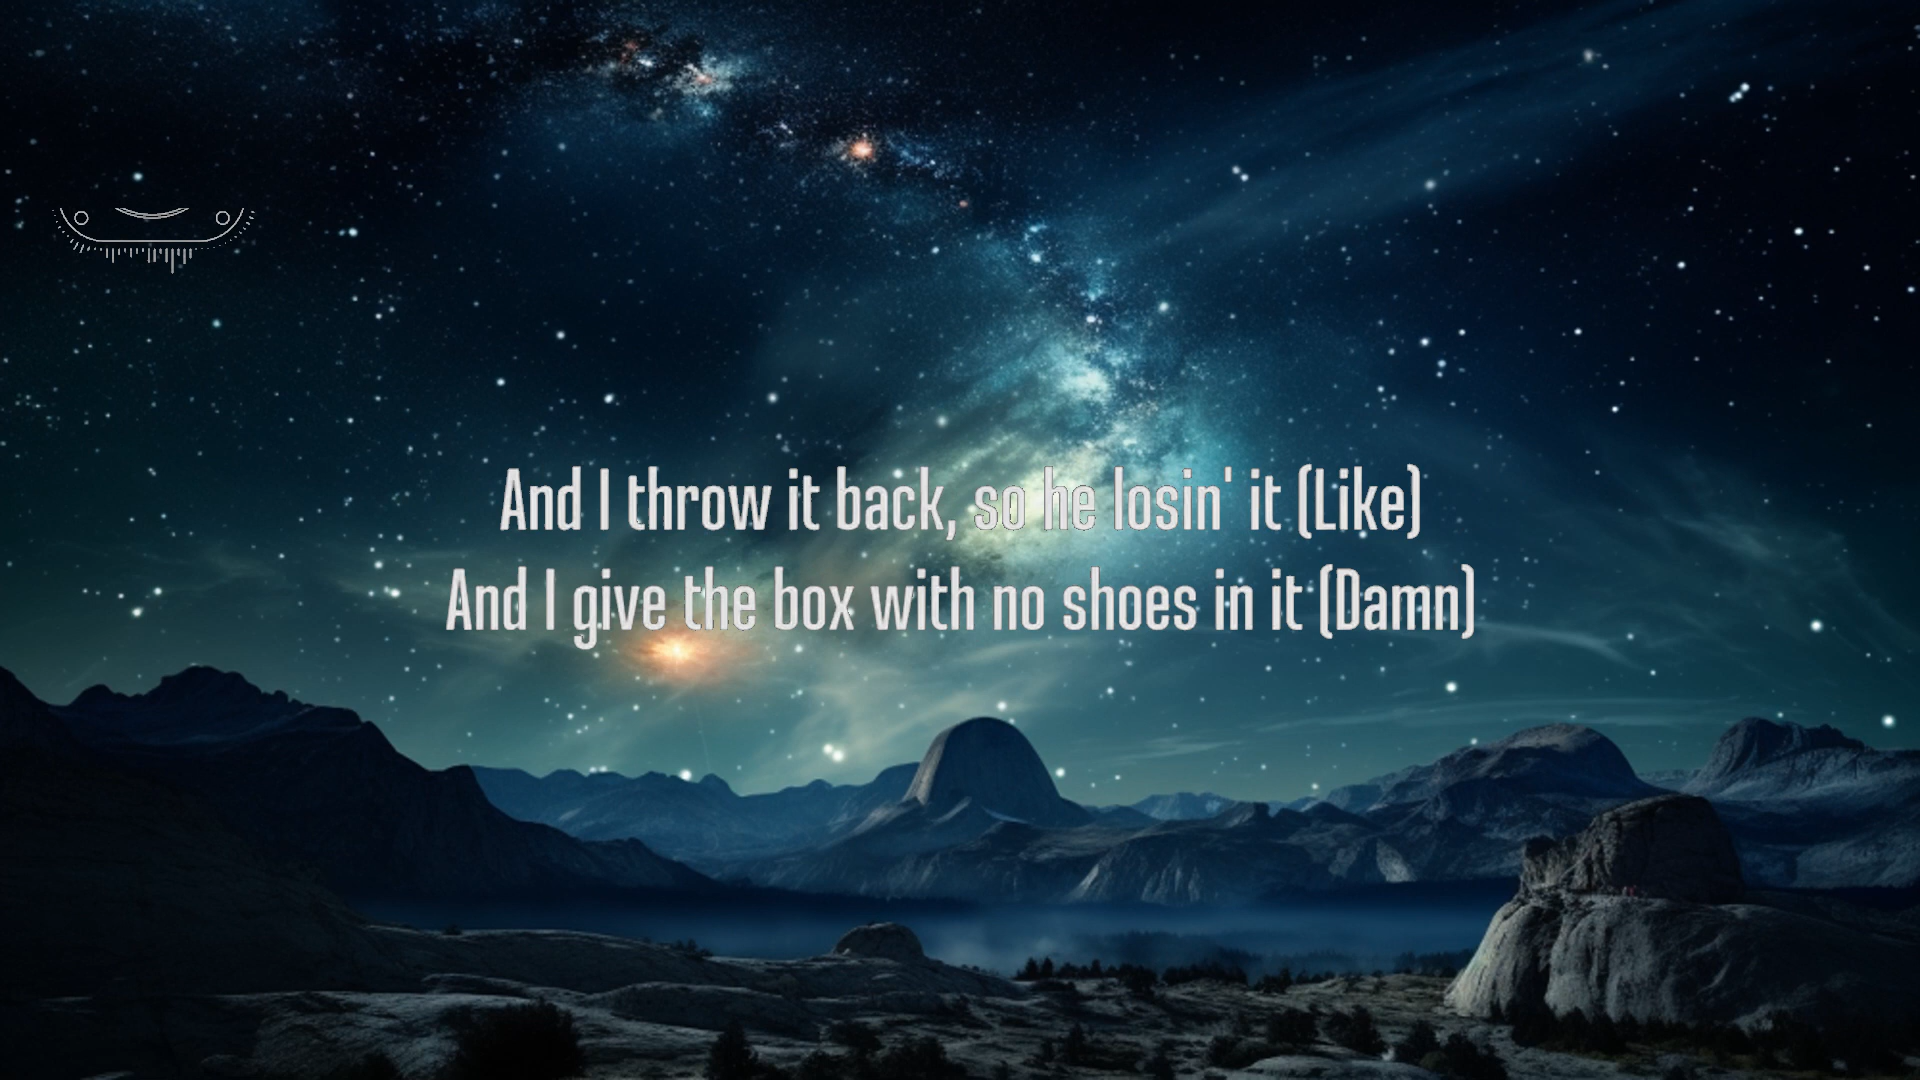 And I throw it back, so he losin' it (Like)
And I give the box with no shoes in it (Damn)